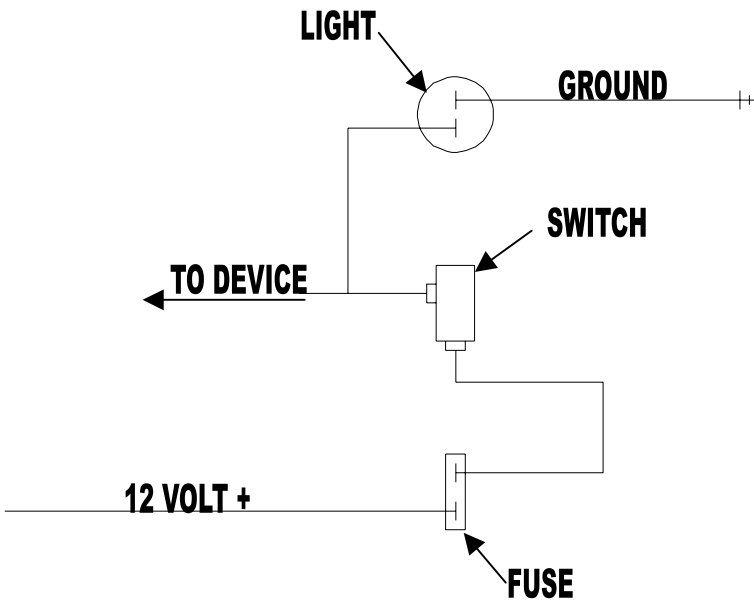 LIGHT
GROUND
SWITCH
TO DEVICE
12 VOLT +
FUSE